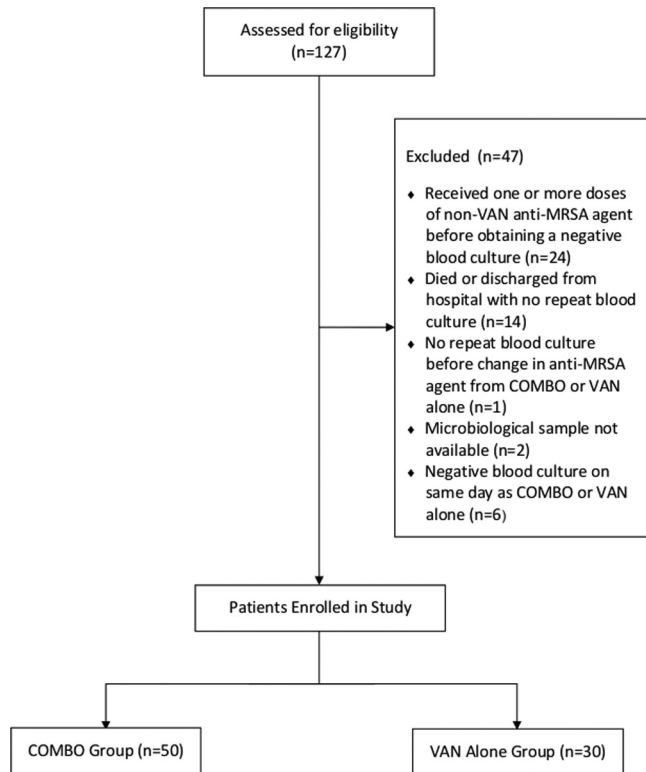 Assessed for eligibility
(n=127)
Excluded (n=47)
♦ Received one or more doses
of non-VAN anti-MRSA agent
before obtaining a negative
blood culture (n=24)
♦ Died or discharged from
hospital with no repeat blood
culture (n=14)
♦ No repeat blood culture
before change in anti-MRSA
agent from COMBO or VAN
alone (n=1)
♦ Microbiological sample not
available (n=2)
♦ Negative blood culture on
same day as COMBO or VAN
alone (n=6)
Patients Enrolled in Study
COMBO Group (n=50)
VAN Alone Group (n=30)